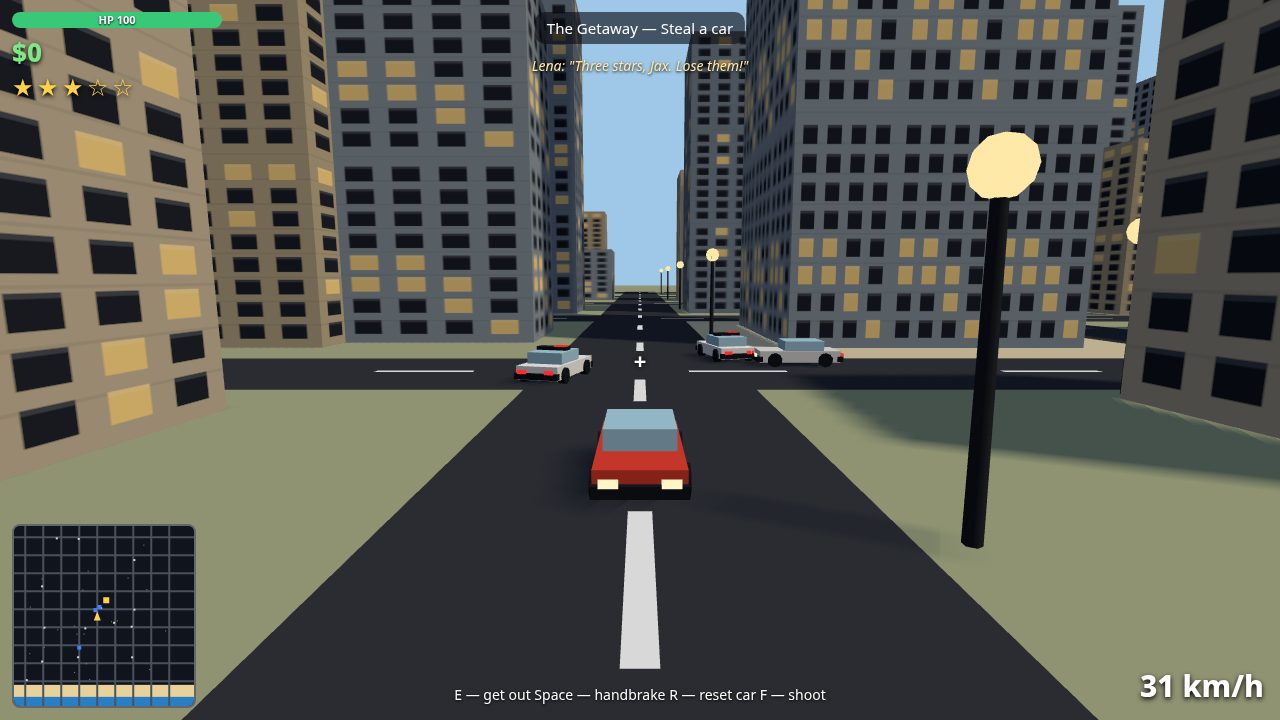 HP 100
The Getaway — Steal a car
$0
Lena: "Three stars, Jax. Lose them!"
★★★☆☆
E — get out Space — handbrake R — reset car F — shoot
31 km/h